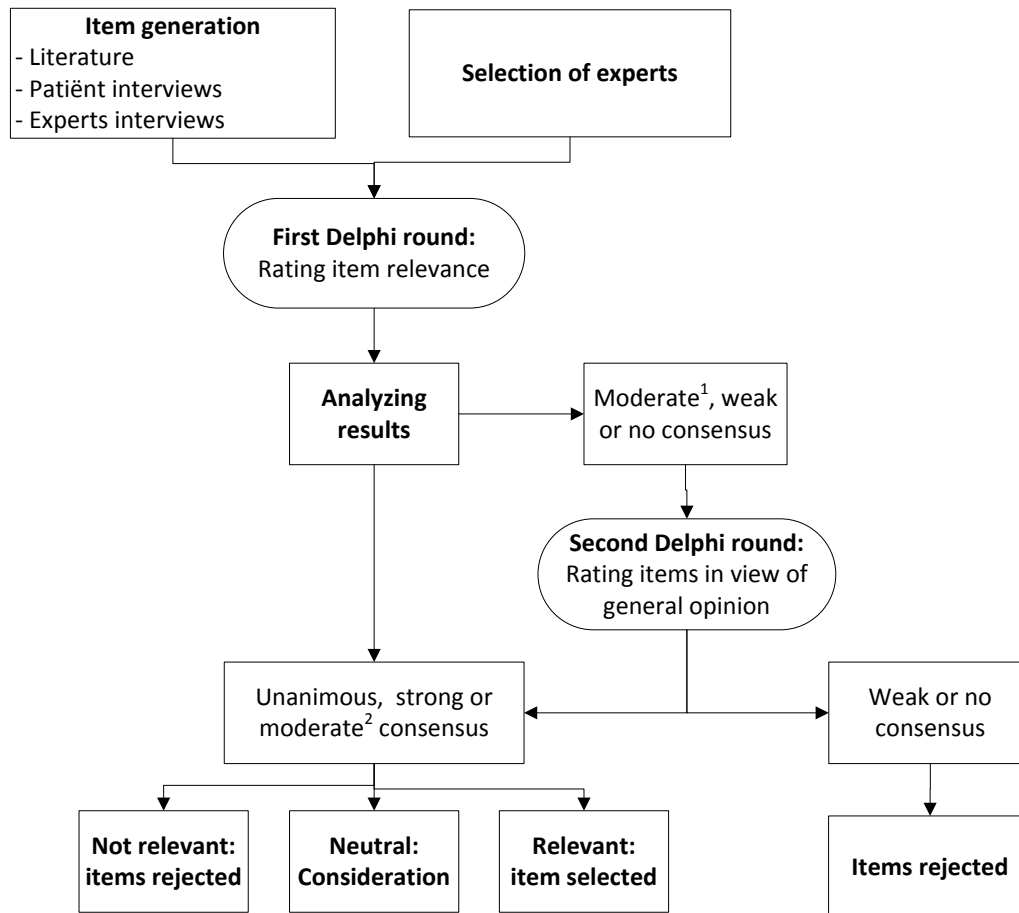 Item generation
- Literature
- Patiënt interviews
- Experts interviews
Selection of experts
First Delphi round:
Rating item relevance
Analyzing
results
Moderate¹, weak
or no consensus
Second Delphi round:
Rating items in view of
general opinion
Unanimous, strong or
moderate² consensus
Weak or no
consensus
Not relevant:
items rejected
Neutral:
Consideration
Relevant:
item selected
Items rejected